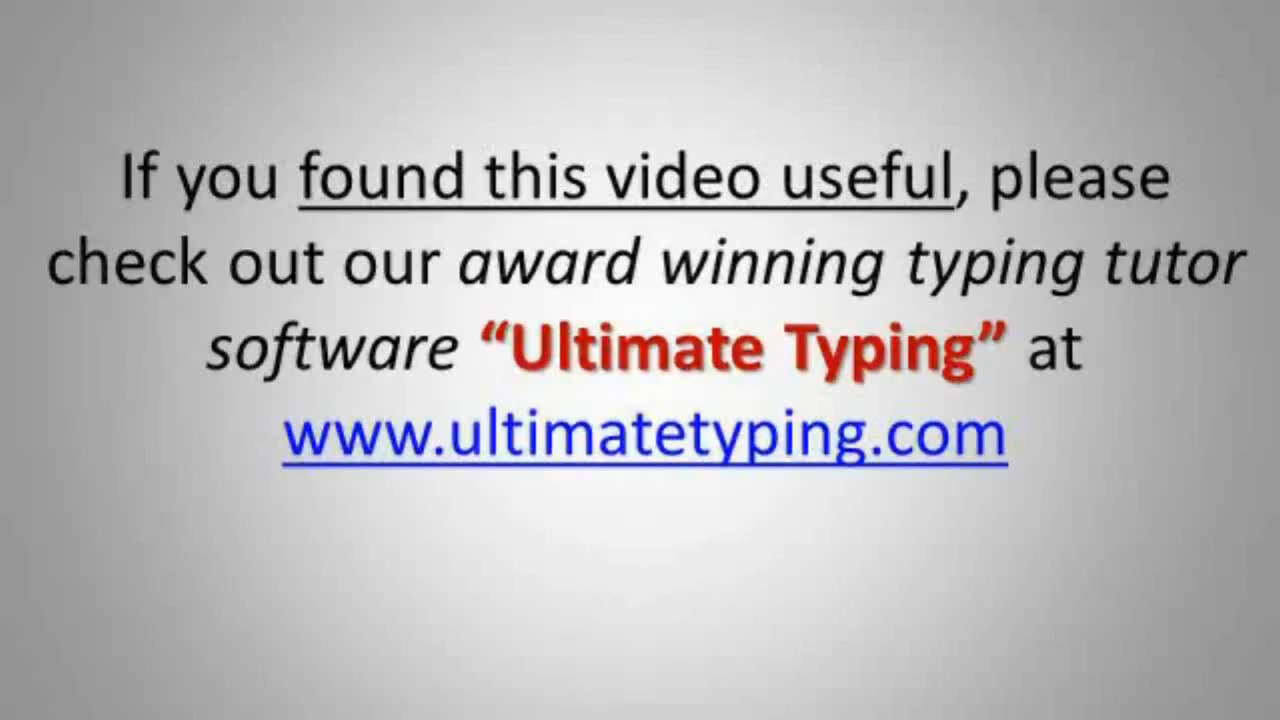 If you found this video useful, please
check out our award winning typing tutor
software “Ultimate Typing” at
www.ultimatetyping.com